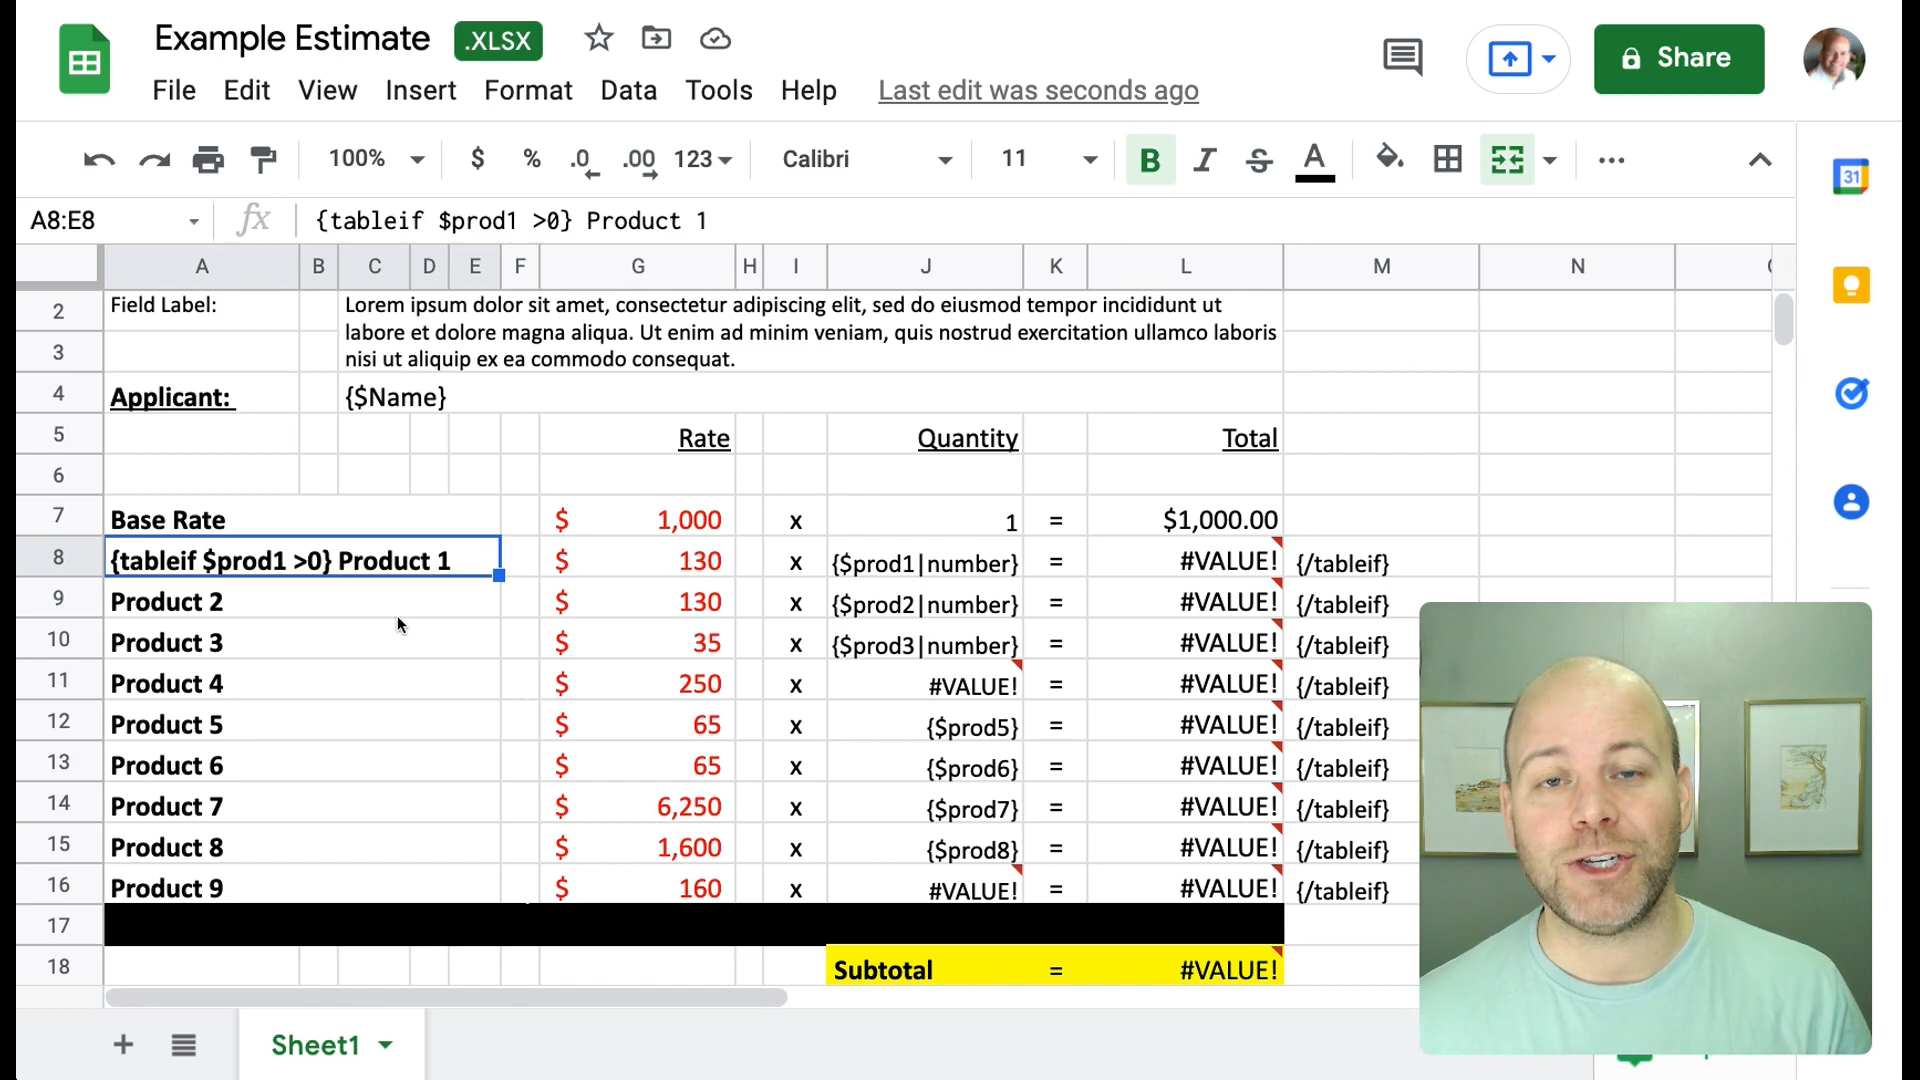 Example Estimate .XLSX
Share
File Edit View Insert Format Data Tools Help Last edit was seconds ago
100% $ % .0 .00 123 Calibri 11 B I S A
31
A8:E8 fx {tableif $prod1 >0} Product 1
A B C D E F G H I J K L M N
2 Field Label: Lorem ipsum dolor sit amet, consectetur adipiscing elit, sed do eiusmod tempor incididunt ut
labore et dolore magna aliqua. Ut enim ad minim veniam, quis nostrud exercitation ullamco laboris
3 nisi ut aliquip ex ea commodo consequat.
4 Applicant: {$Name}
5 Rate Quantity Total
6
7 Base Rate $ 1,000 x 1 = $1,000.00
8 {tableif $prod1 >0} Product 1 $ 130 x {$prod1|number} = #VALUE! {/tableif}
9 Product 2 $ 130 x {$prod2|number} = #VALUE! {/tableif}
10 Product 3 $ 35 x {$prod3|number} = #VALUE! {/tableif}
11 Product 4 $ 250 x #VALUE! = #VALUE! {/tableif}
12 Product 5 $ 65 x {$prod5} = #VALUE! {/tableif}
13 Product 6 $ 65 x {$prod6} = #VALUE! {/tableif}
14 Product 7 $ 6,250 x {$prod7} = #VALUE! {/tableif}
15 Product 8 $ 1,600 x {$prod8} = #VALUE! {/tableif}
16 Product 9 $ 160 x #VALUE! = #VALUE! {/tableif}
17
18 Subtotal = #VALUE!
+ Sheet1